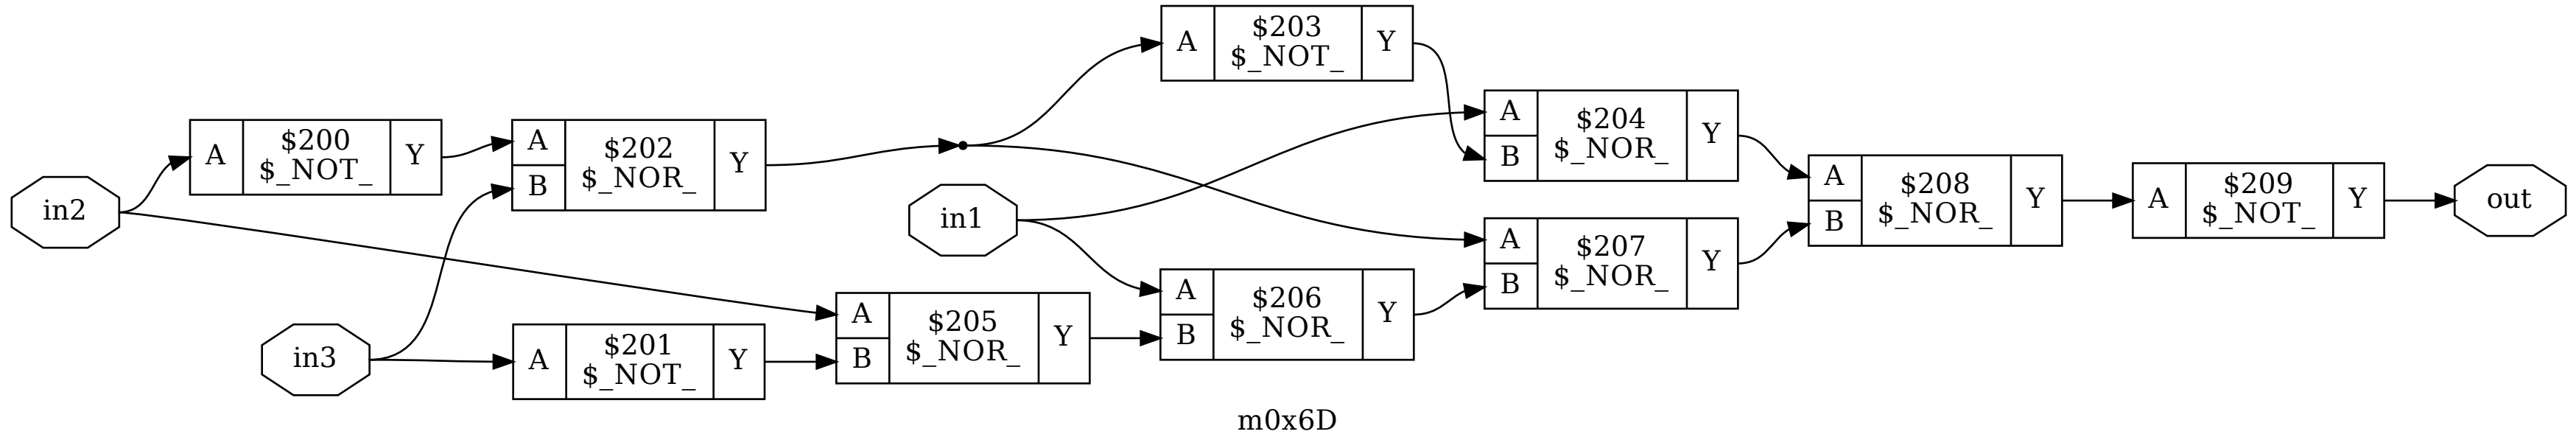 in2
in3
A
$200
$_NOT_
Y
A
B
$202
$_NOR_
Y
A
$201
$_NOT_
Y
A
B
$205
$_NOR_
Y
in1
A
$203
$_NOT_
Y
A
B
$206
$_NOR_
Y
A
B
$204
$_NOR_
Y
A
B
$207
$_NOR_
Y
A
B
$208
$_NOR_
Y
A
$209
$_NOT_
Y
out
m0x6D